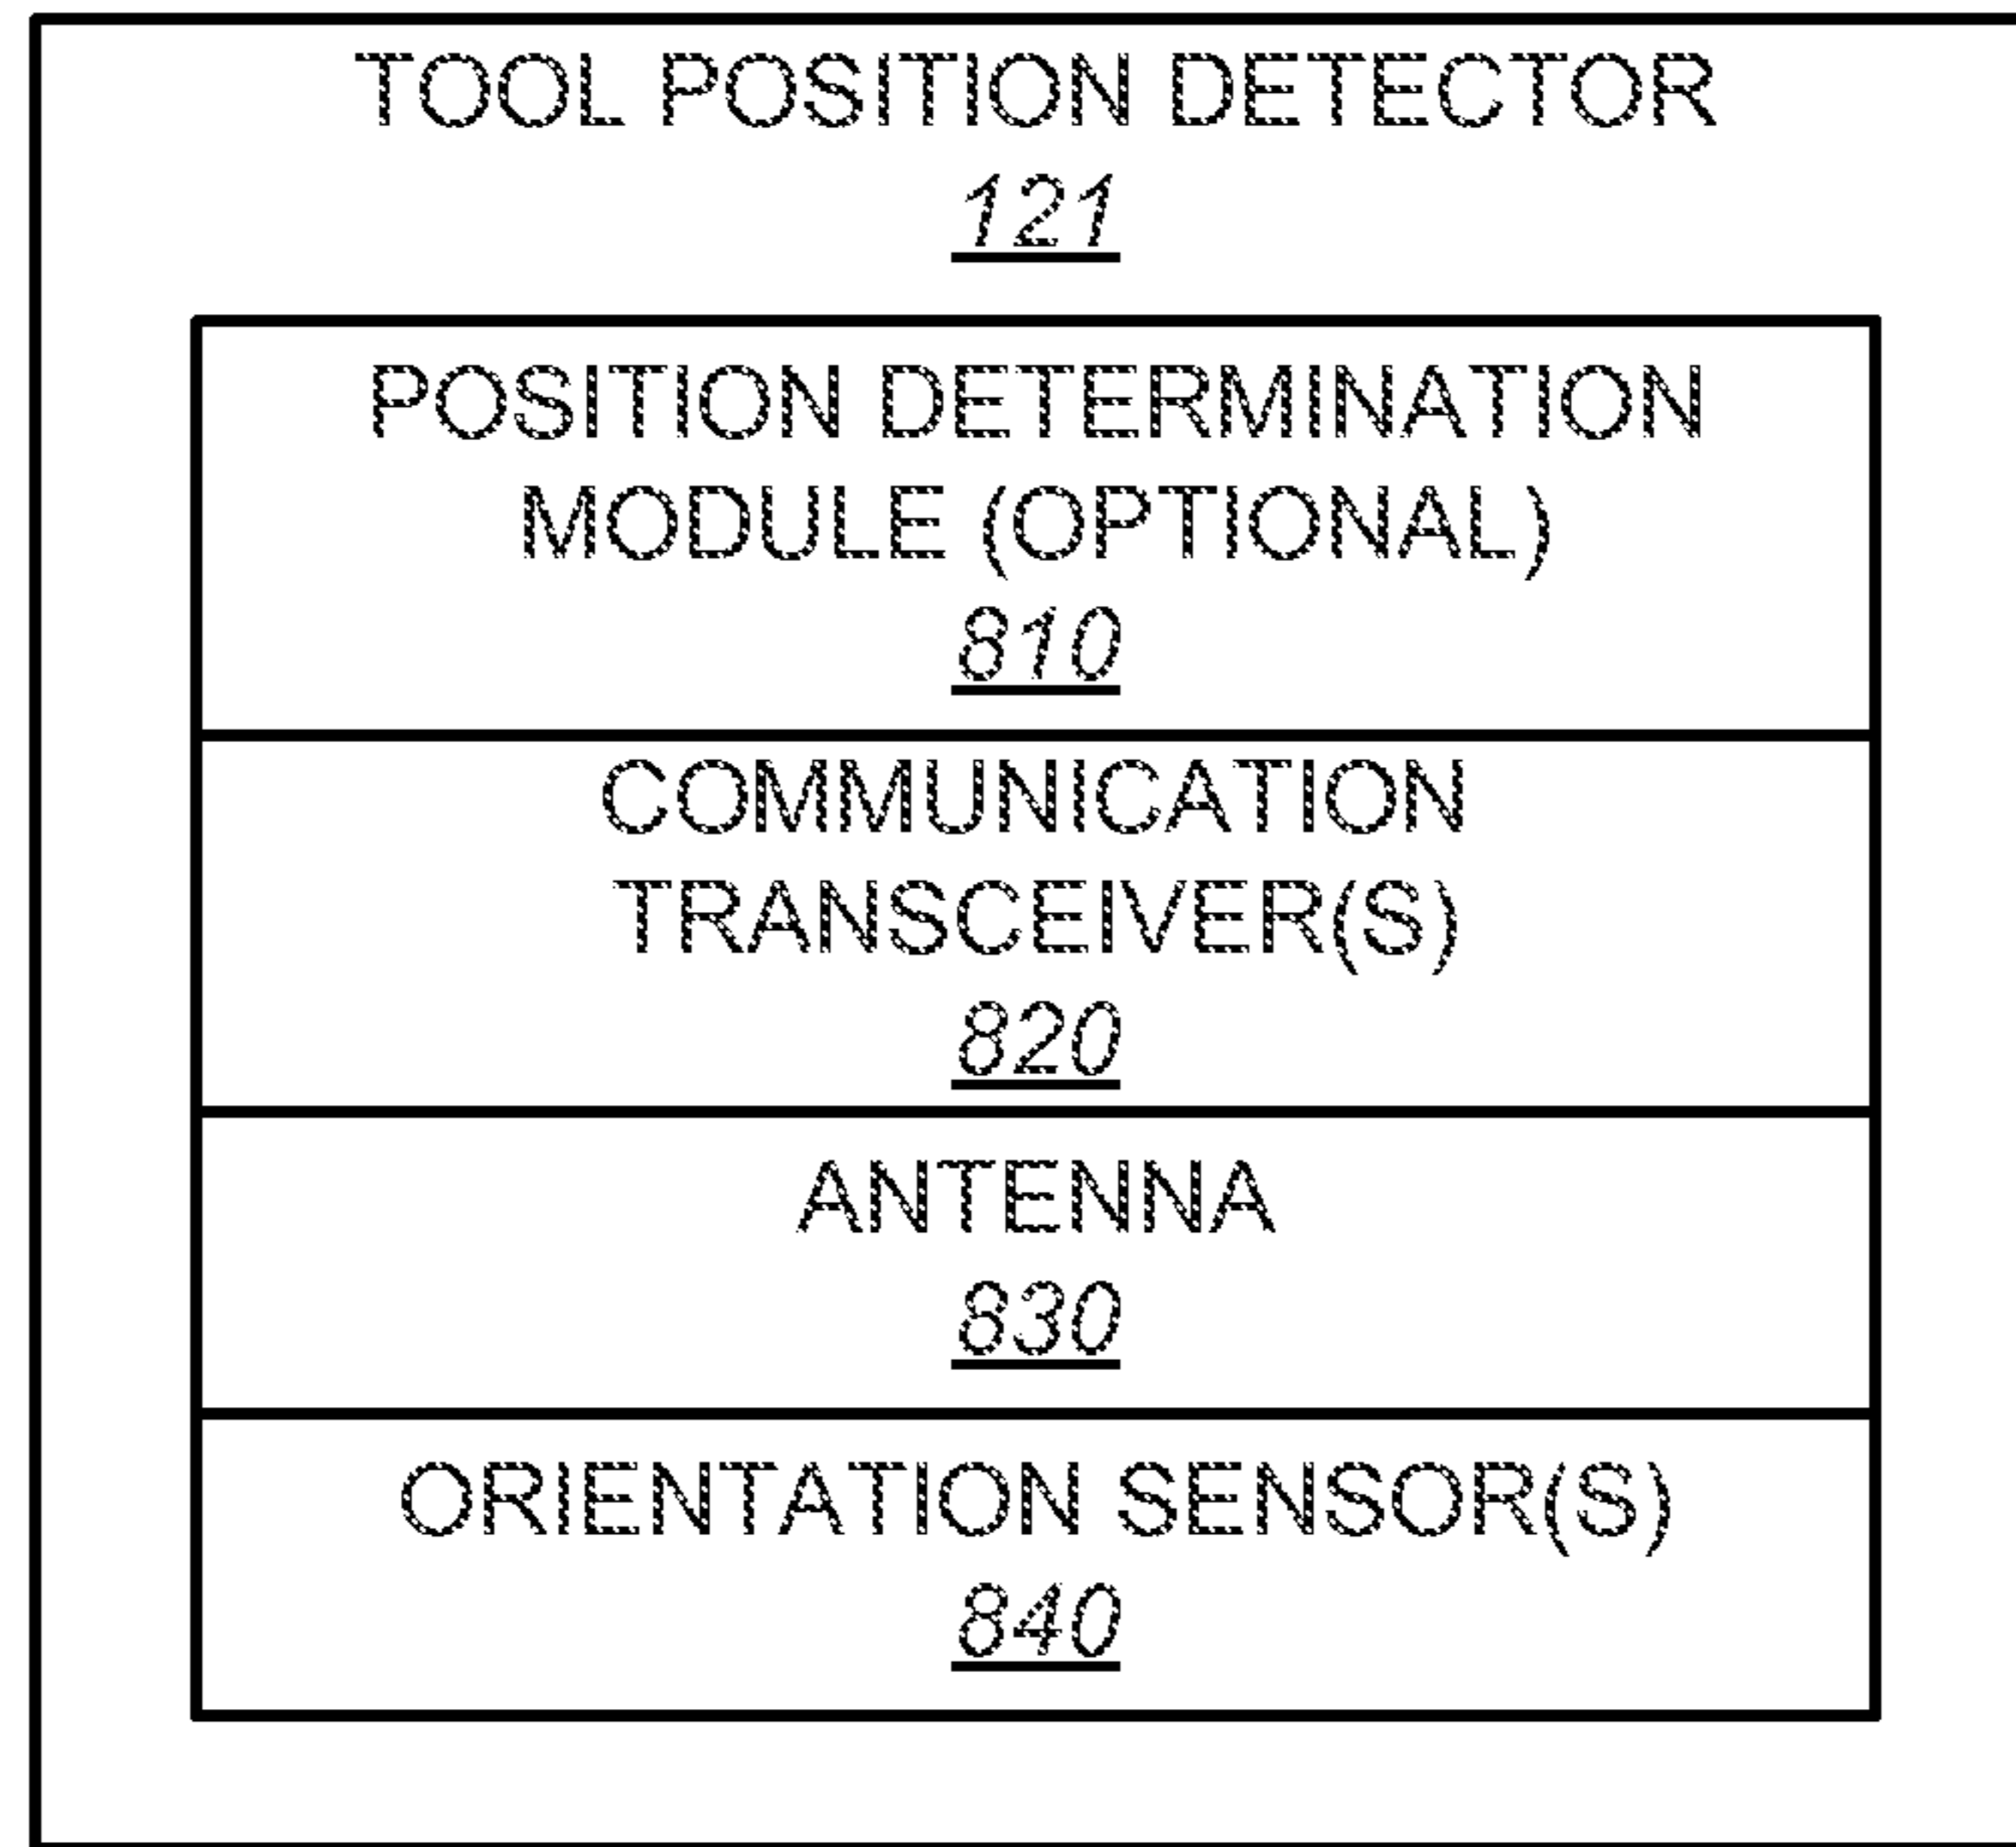 TOOL POSITION DETECTOR
121
POSITION DETERMINATION
MODULE (OPTIONAL)
810
COMMUNICATION
TRANSCEIVER(S)
820
ANTENNA
830
ORIENTATION SENSOR(S)
840